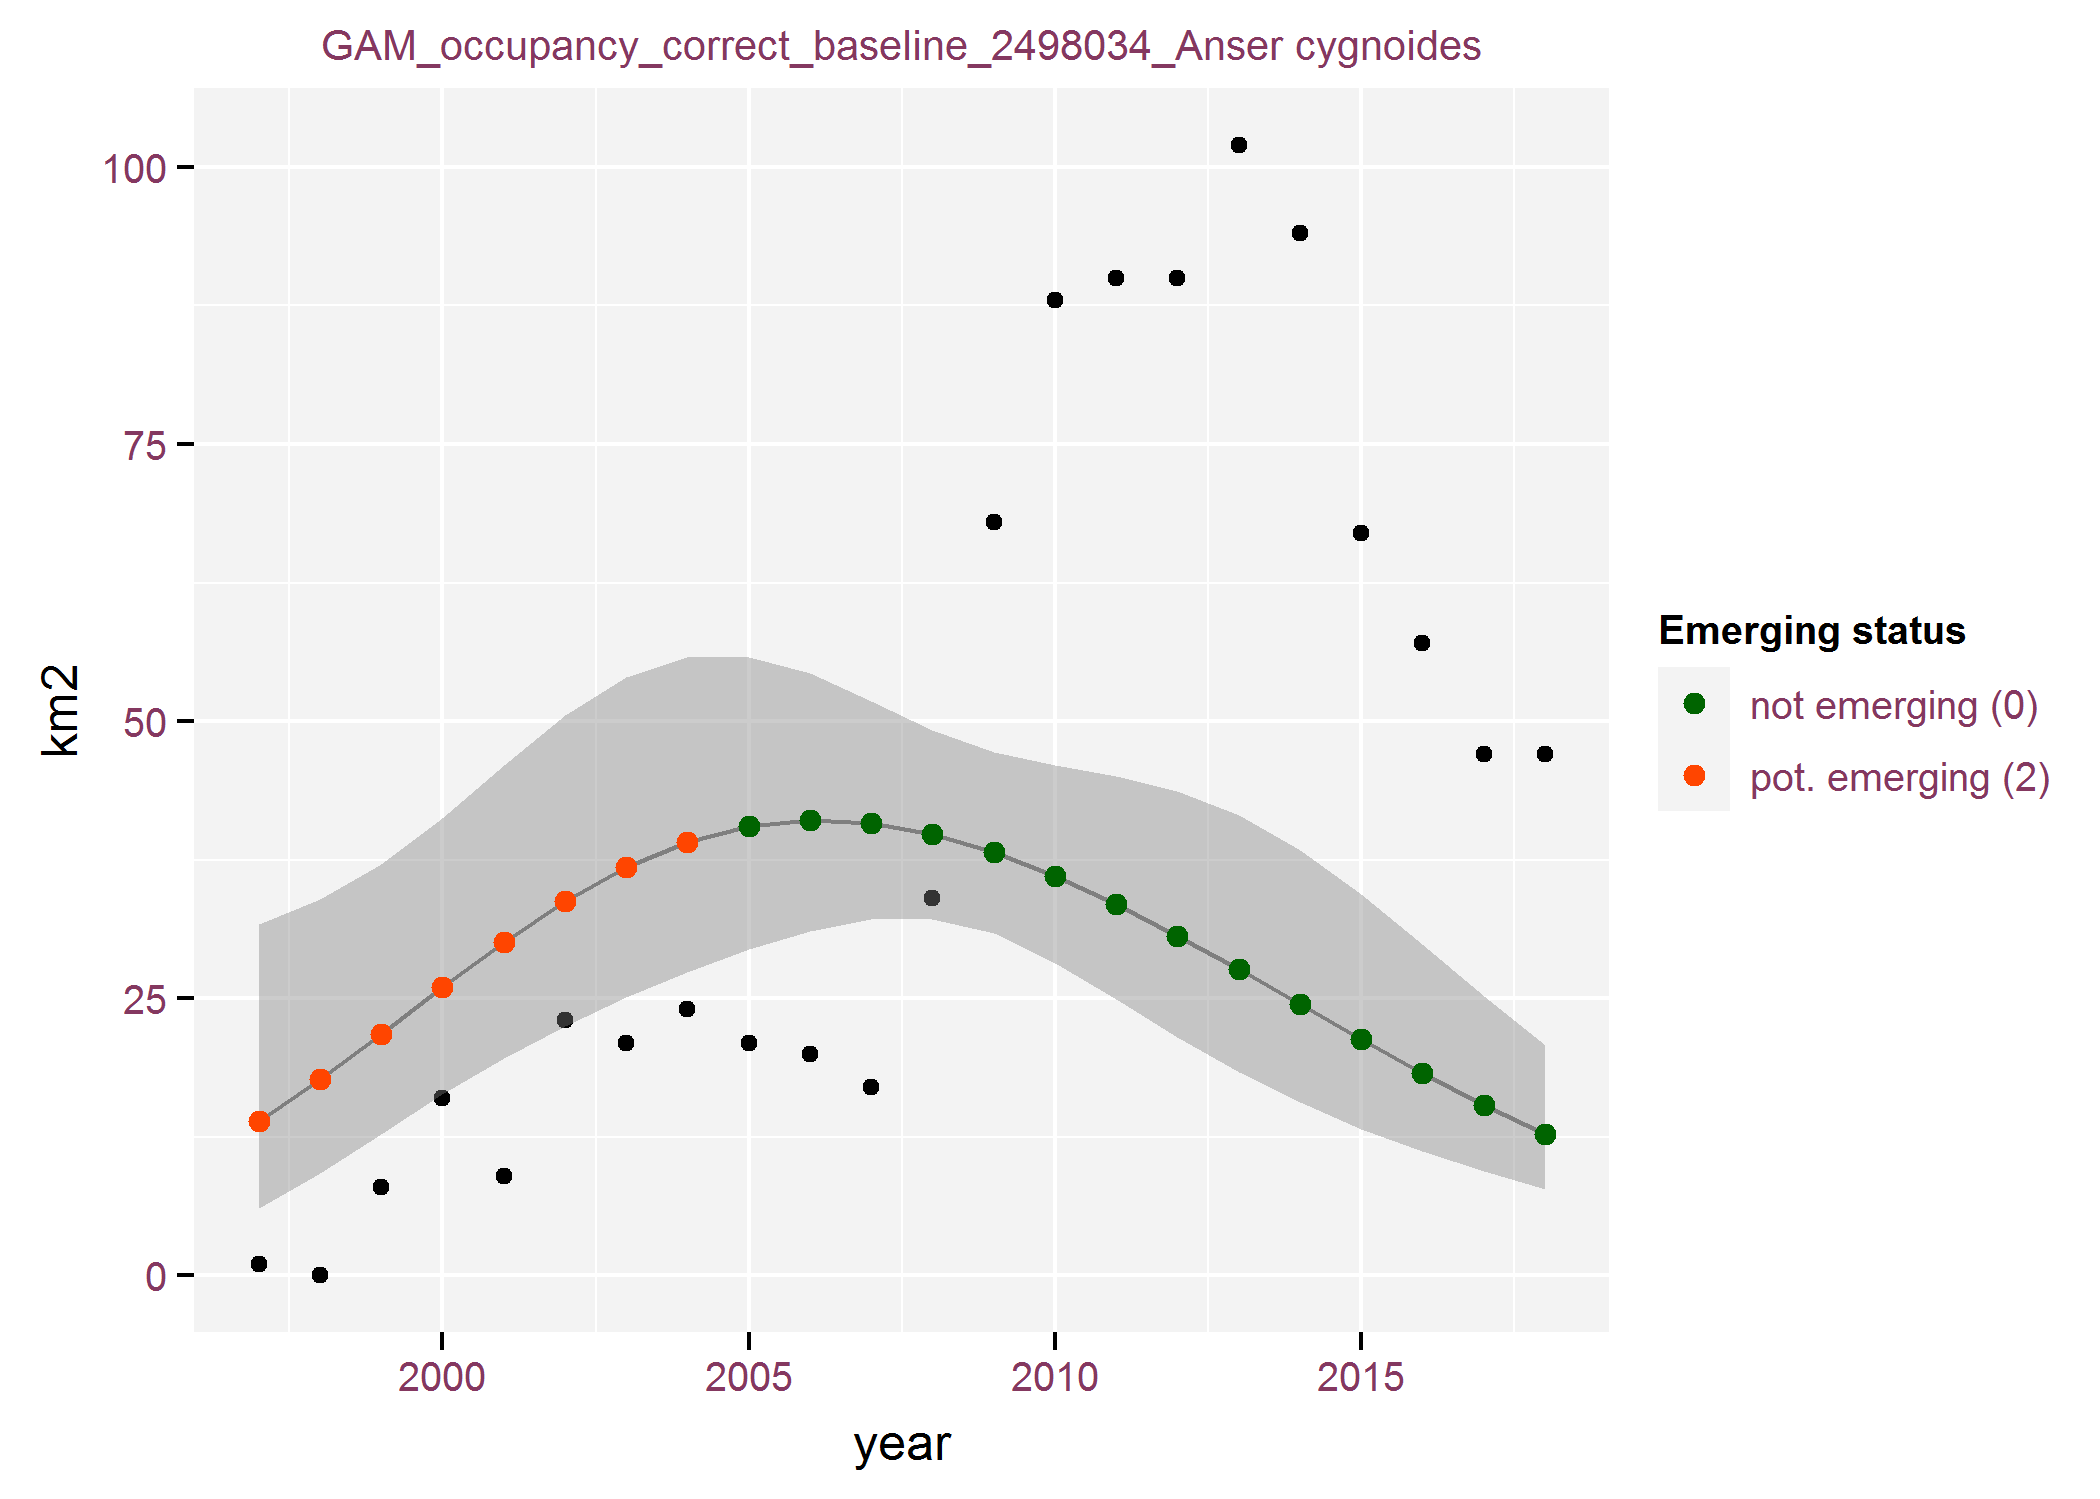 GAM_occupancy_correct_baseline_2498034_Anser cygnoides
100
75
50
25
0
km2
2000 2005 2010 2015
year
Emerging status
not emerging (0)
pot. emerging (2)